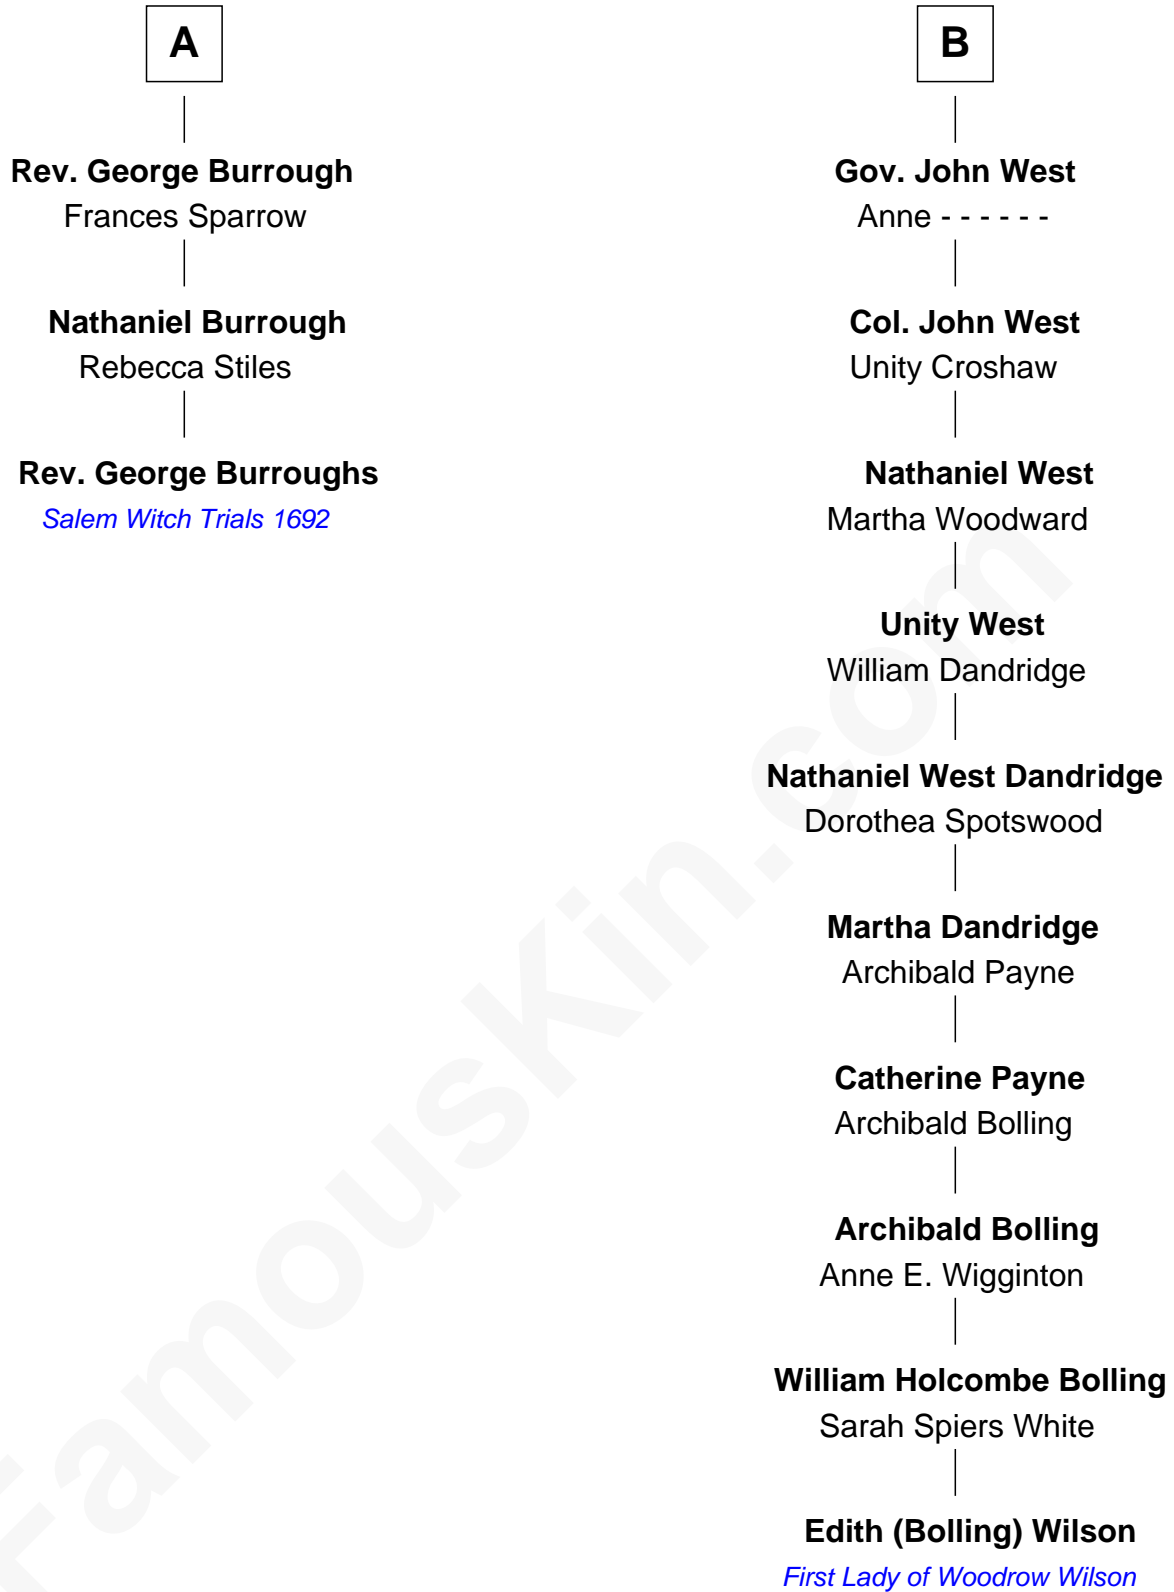 A
Rev. George Burrough
Frances Sparrow
Nathaniel Burrough
Rebecca Stiles
Rev. George Burroughs
Salem Witch Trials 1692
B
Gov. John West
Anne - - - - - -
Col. John West
Unity Croshaw
Nathaniel West
Martha Woodward
Unity West
William Dandridge
Nathaniel West Dandridge
Dorothea Spotswood
Martha Dandridge
Archibald Payne
Catherine Payne
Archibald Bolling
Archibald Bolling
Anne E. Wigginton
William Holcombe Bolling
Sarah Spiers White
Edith (Bolling) Wilson
First Lady of Woodrow Wilson
FamousKin.com